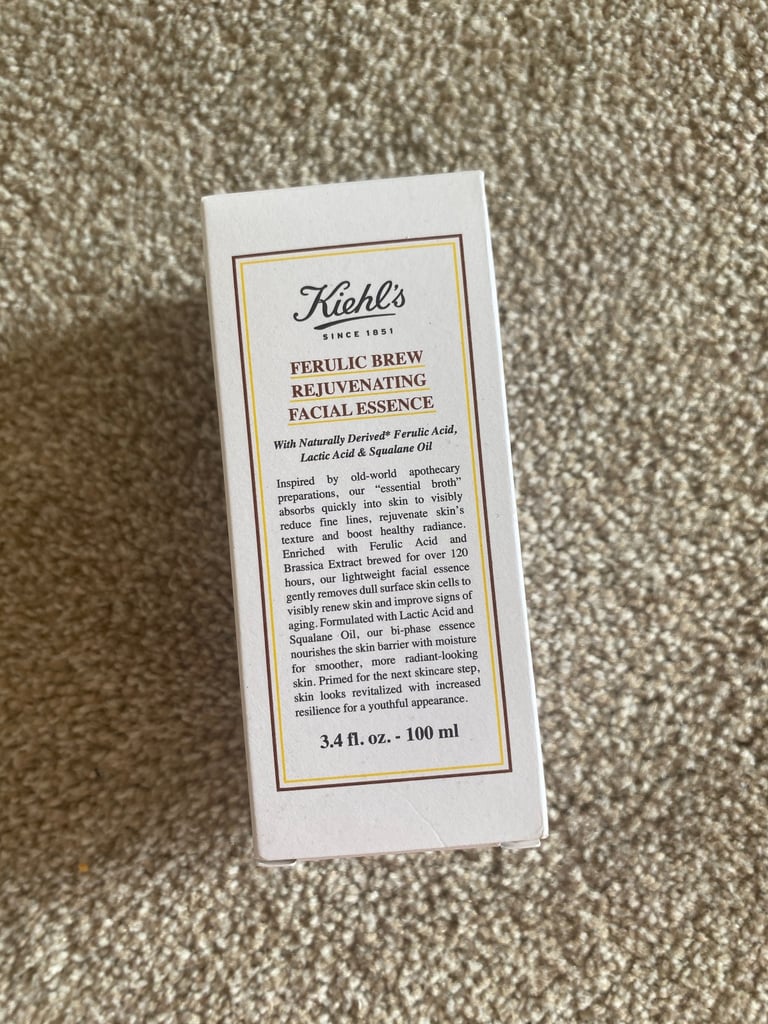 Kiehl's
SINCE 1851
FERULIC BREW
REJUVENATING
FACIAL ESSENCE
With Naturally Derived* Ferulic Acid,
Lactic Acid & Squalane Oil
Inspired by old-world apothecary
preparations, our “essential broth”
absorbs quickly into skin to visibly
reduce fine lines, rejuvenate skin's
texture and boost healthy radiance.
Enriched with Ferulic Acid and
Brassica Extract brewed for over 120
hours, our lightweight facial essence
gently removes dull surface skin cells to
visibly renew skin and improve signs of
aging. Formulated with Lactic Acid and
Squalane Oil, our bi-phase essence
nourishes the skin barrier with moisture
for smoother, more radiant-looking
skin. Primed for the next skincare step,
skin looks revitalized with increased
resilience for a youthful appearance.
3.4 fl. oz. - 100 ml